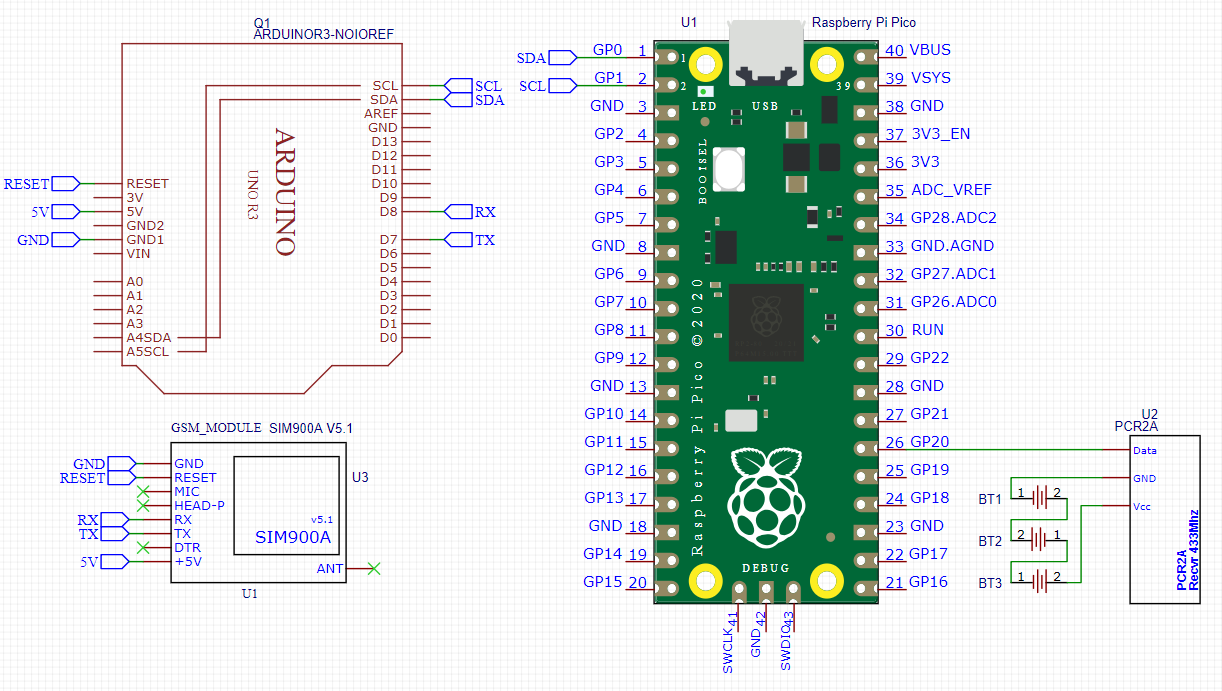 Q1
ARDUINOR3-NOIOREF
SCL
SDA
AREF
GND
D13
D12
D11
D10
D9
D8
D7
D6
D5
D4
D3
D2
D1
D0
SCL
SDA
RX
TX
RESET
5V
GND
RESET
3V
5V
GND2
GND1
VIN
A0
A1
A2
A3
A4SDA
A5SCL
ARDUINO
UNO R3
GSM_MODULE SIM900A V5.1
GND
RESET
RX
TX
5V
GND
RESET
MIC
HEAD-P
RX
TX
DTR
+5V
v5.1
SIM900A
ANT
U3
U1
U1
Raspberry Pi Pico
SDA
SCL
GP0 1
GP1 2
GND 3
GP2 4
GP3 5
GP4 6
GP5 7
GND 8
GP6 9
GP7 10
GP8 11
GP9 12
GND 13
GP10 14
GP11 15
GP12 16
GP13 17
GND 18
GP14 19
GP15 20
1
2
39
LED
USB
BOOISEL
Raspberry Pi Pico ©2020
DEBUG
40 VBUS
39 VSYS
38 GND
37 3V3_EN
36 3V3
35 ADC_VREF
34 GP28.ADC2
33 GND.AGND
32 GP27.ADC1
31 GP26.ADC0
30 RUN
29 GP22
28 GND
27 GP21
26 GP20
25 GP19
24 GP18
23 GND
22 GP17
21 GP16
SWCLK 41
GND 42
SWDIO 43
U2
PCR2A
Data
GND
Vcc
PCR2A
Recvr 433Mhz
BT1 1 2
BT2 2 1
BT3 1 2